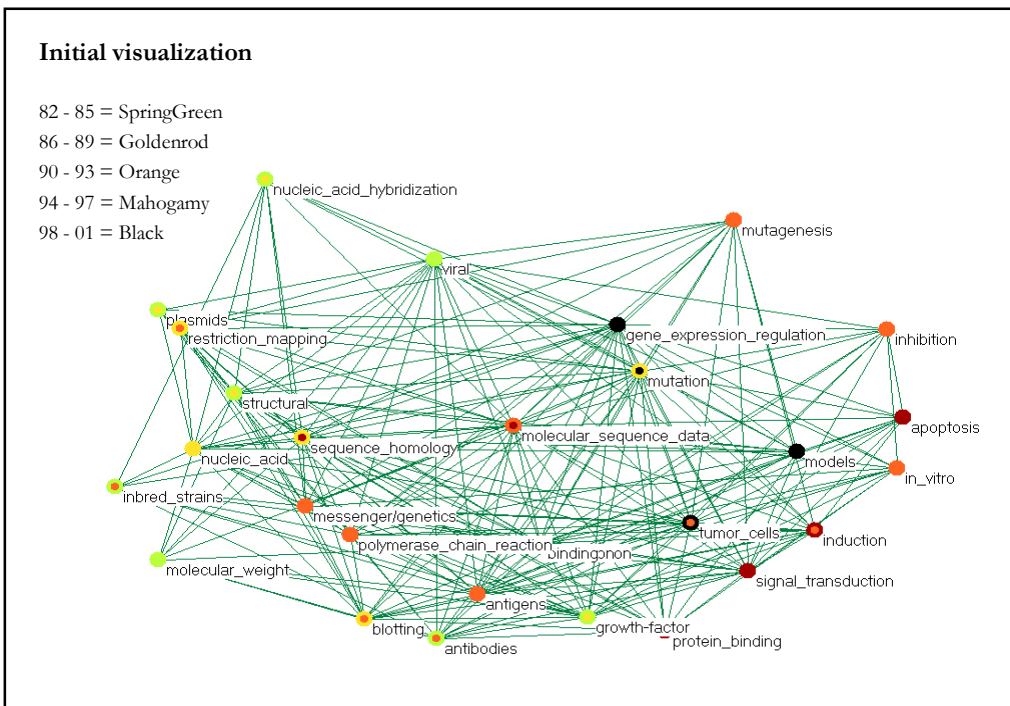 Initial visualization
82 - 85 = SpringGreen
86 - 89 = Goldenrod
90 - 93 = Orange
94 - 97 = Mahogamy
98 - 01 = Black
nucleic_acid_hybridization
mutagenesis
viral
plasmids
restriction_mapping
gene_expression_regulation
inhibition
mutation
structural
apoptosis
molecular_sequence_data
sequence_homology
nucleic_acid
models
in_vitro
inbred_strains
messenger/genetics
tumor_cells
induction
polymerase_chain_reaction
molecular_weight
signal_transduction
antigens
blotting
growth-factor
antibodies
protein_binding